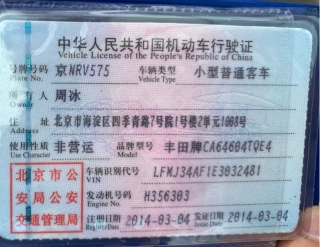 中华人民共和国机动车行驶证
Vehicle License of the People's Republic of China
号牌号码 京NRV575 车辆类型 小型普通客车
Plate No. Vehicle Type
所有人 周冰
Owner
住址 北京市海淀区四季青路7号院1号楼2单元1008号
使用性质 非营运 品牌型号 丰田牌CA64604TQE4
Use Character
北京市公
安局公安
交通管理局
车辆识别代号 LFMJ34AF1E3032481
VIN
发动机号码 H356303
Engine No.
注册日期 2014-03-04 发证日期 2014-03-04
Register Date Issue Date